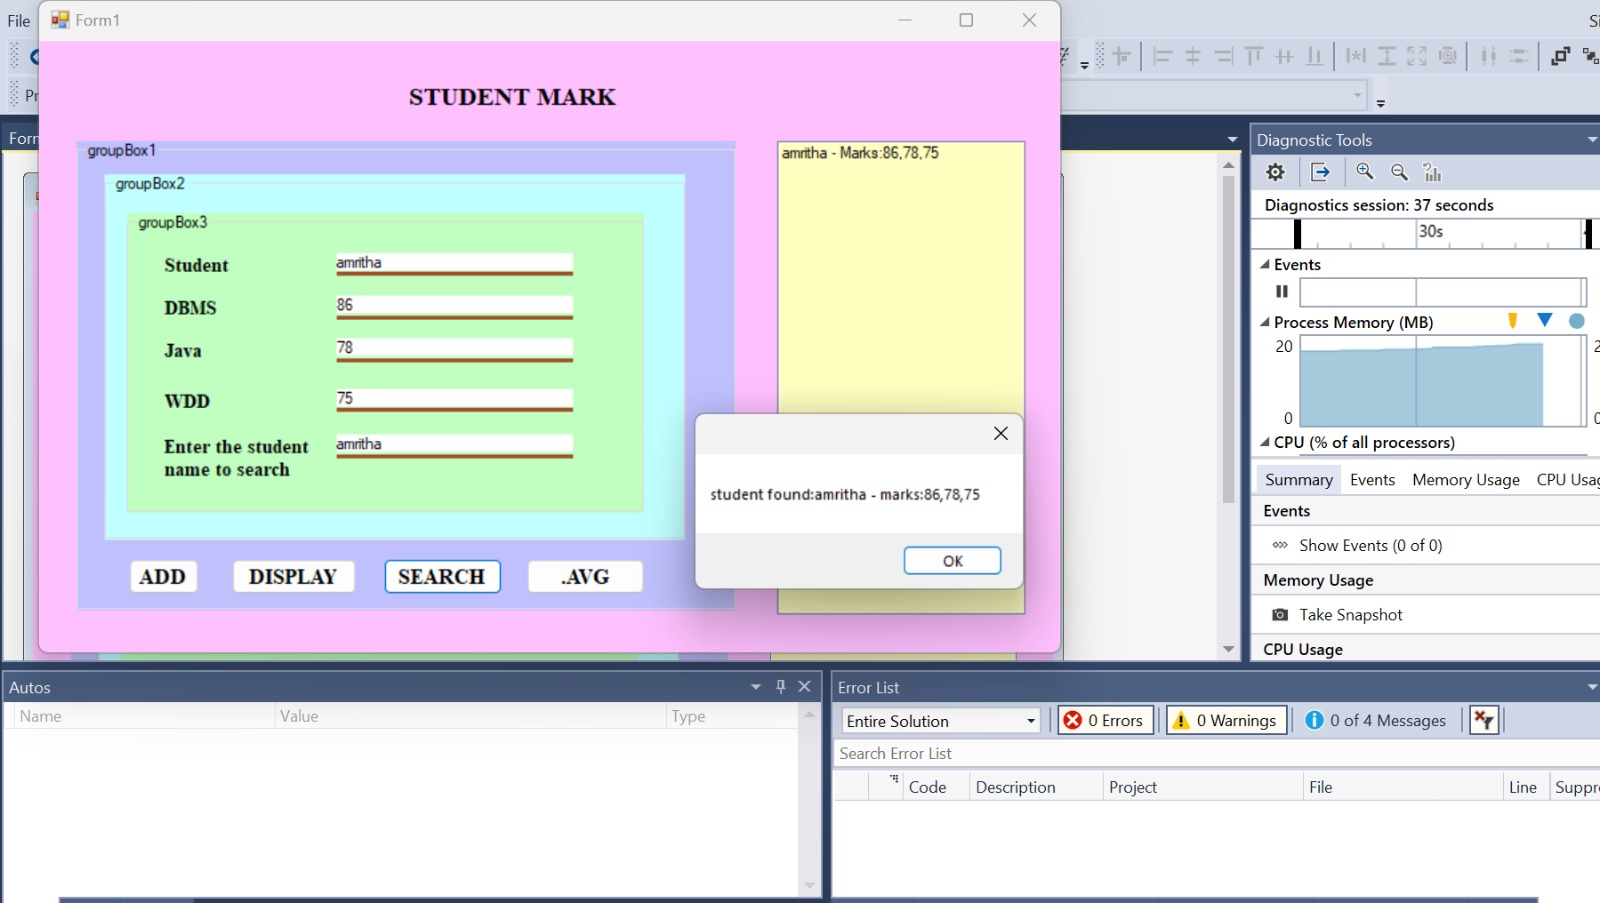 File
Form1
Form
STUDENT MARK
groupBox1
groupBox2
groupBox3
Student
amritha
DBMS
86
Java
78
WDD
75
Enter the student
name to search
amritha
ADD
DISPLAY
SEARCH
.AVG
amritha - Marks:86,78,75
student found:amritha - marks:86,78,75
OK
Diagnostic Tools
Diagnostics session: 37 seconds
30s
Events
Process Memory (MB)
20
0
0
CPU (% of all processors)
Summary
Events
Memory Usage
CPU Usag
Events
Show Events (0 of 0)
Memory Usage
Take Snapshot
CPU Usage
Autos
Name
Value
Type
Error List
Entire Solution
0 Errors
0 Warnings
0 of 4 Messages
Search Error List
Code
Description
Project
File
Line
Suppre